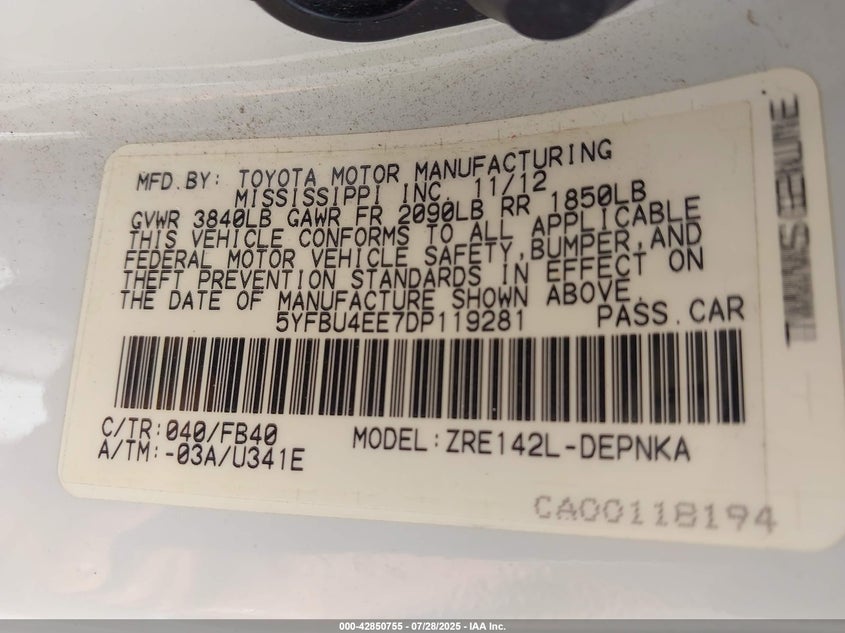 MFD.BY: TOYOTA MOTOR MANUFACTURING
MISSISSIPPI INC. 11/12
GVWR 3840LB GAWR FR 2090LB RR 1850LB
THIS VEHICLE CONFORMS TO ALL APPLICABLE
FEDERAL MOTOR VEHICLE SAFETY,BUMPER,AND
THEFT PREVENTION STANDARDS IN EFFECT ON
THE DATE OF MANUFACTURE SHOWN ABOVE.
5YFBU4EE7DP119281 PASS.CAR
C/TR:040/FB40 MODEL:ZRE142L-DEPNKA
A/TM:-03A/U341E
CA00118194
000-42850755 - 07/28/2025 - IAA Inc.